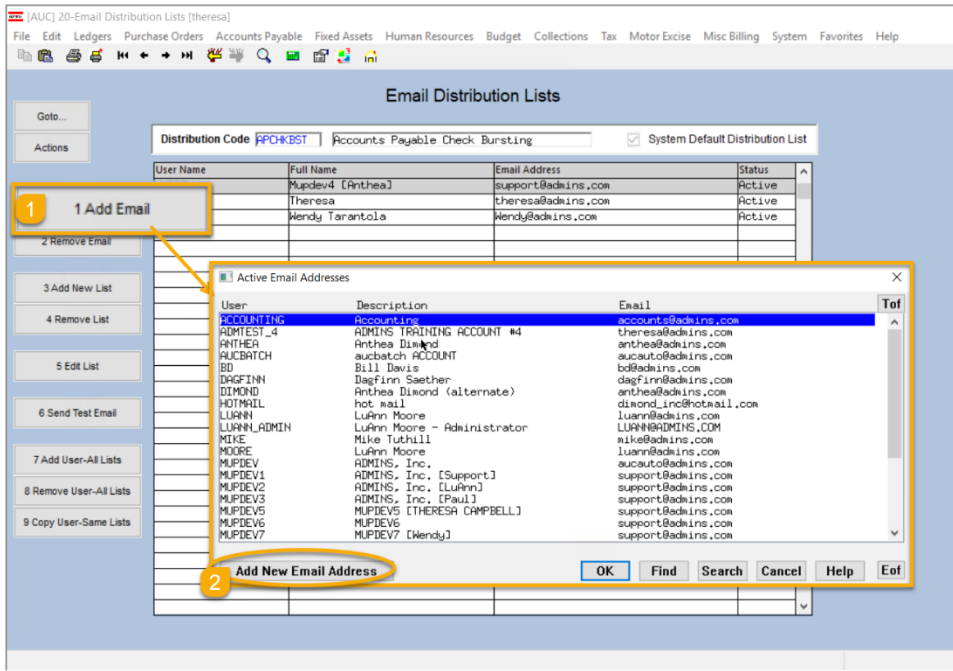 [AUC] 20-Email Distribution Lists [theresa]
File Edit Ledgers Purchase Orders Accounts Payable Fixed Assets Human Resources Budget Collections Tax Motor Excise Misc Billing System Favorites Help
Email Distribution Lists
Goto...
Actions
Distribution Code APCHKBST Accounts Payable Check Bursting System Default Distribution List
User Name Full Name Email Address Status
Mupdev4 [Anthea] support@admins.com Active
Theresa theresa@admins.com Active
Wendy Tarantola Wendy@admins.com Active
1 1 Add Email
2 Remove Email
3 Add New List
4 Remove List
5 Edit List
6 Send Test Email
7 Add User-All Lists
8 Remove User-All Lists
9 Copy User-Same Lists
Active Email Addresses
User Description Email Tof
ACCOUNTING Accounting accounts@admins.com
ADMTEST_4 ADMINS TRAINING ACCOUNT #4 theresa@admins.com
ANTHEA Anthea Dimond anthea@admins.com
AUCBATCH aucbatch ACCOUNT aucauto@admins.com
BD Bill Davis bd@admins.com
DAGFINN Dagfinn Saether dagfinn@admins.com
DIMOND Anthea Dimond (alternate) anthea@admins.com
HOTMAIL hot mail dimond_inc@hotmail.com
LUANN LuAnn Moore luann@admins.com
LUANN_ADMIN LuAnn Moore - Administrator LUANN@ADMINS.COM
MIKE Mike Tuthill mike@admins.com
MOORE LuAnn Moore luann@admins.com
MUPDEV ADMINS, Inc. aucauto@admins.com
MUPDEV1 ADMINS, Inc. [Support] support@admins.com
MUPDEV2 ADMINS, Inc. [LuAnn] support@admins.com
MUPDEV3 ADMINS, Inc. [Paul] support@admins.com
MUPDEV5 MUPDEV5 [THERESA CAMPBELL] support@admins.com
MUPDEV6 MUPDEV6 support@admins.com
MUPDEV7 MUPDEV7 [Wendy] support@admins.com
2 Add New Email Address OK Find Search Cancel Help Eof